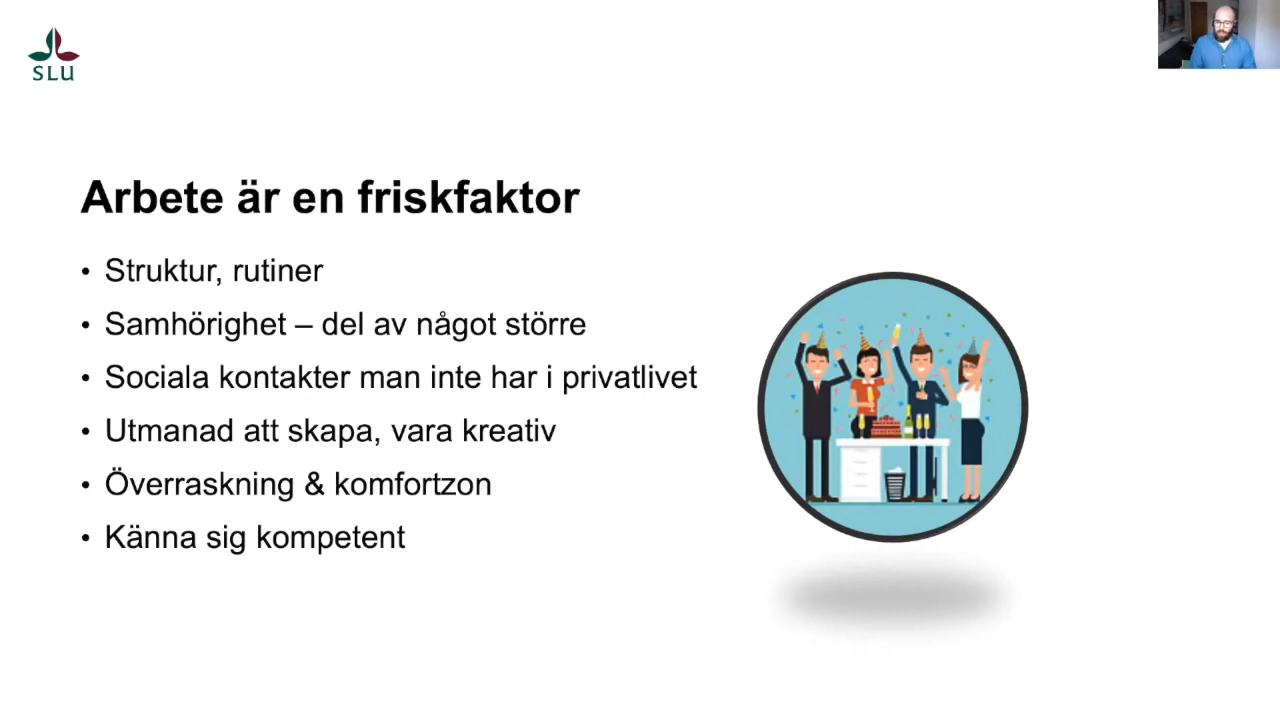 SLU
Arbete är en friskfaktor
• Struktur, rutiner
• Samhörighet – del av något större
• Sociala kontakter man inte har i privatlivet
• Utmanad att skapa, vara kreativ
• Överraskning & komfortzon
• Känna sig kompetent